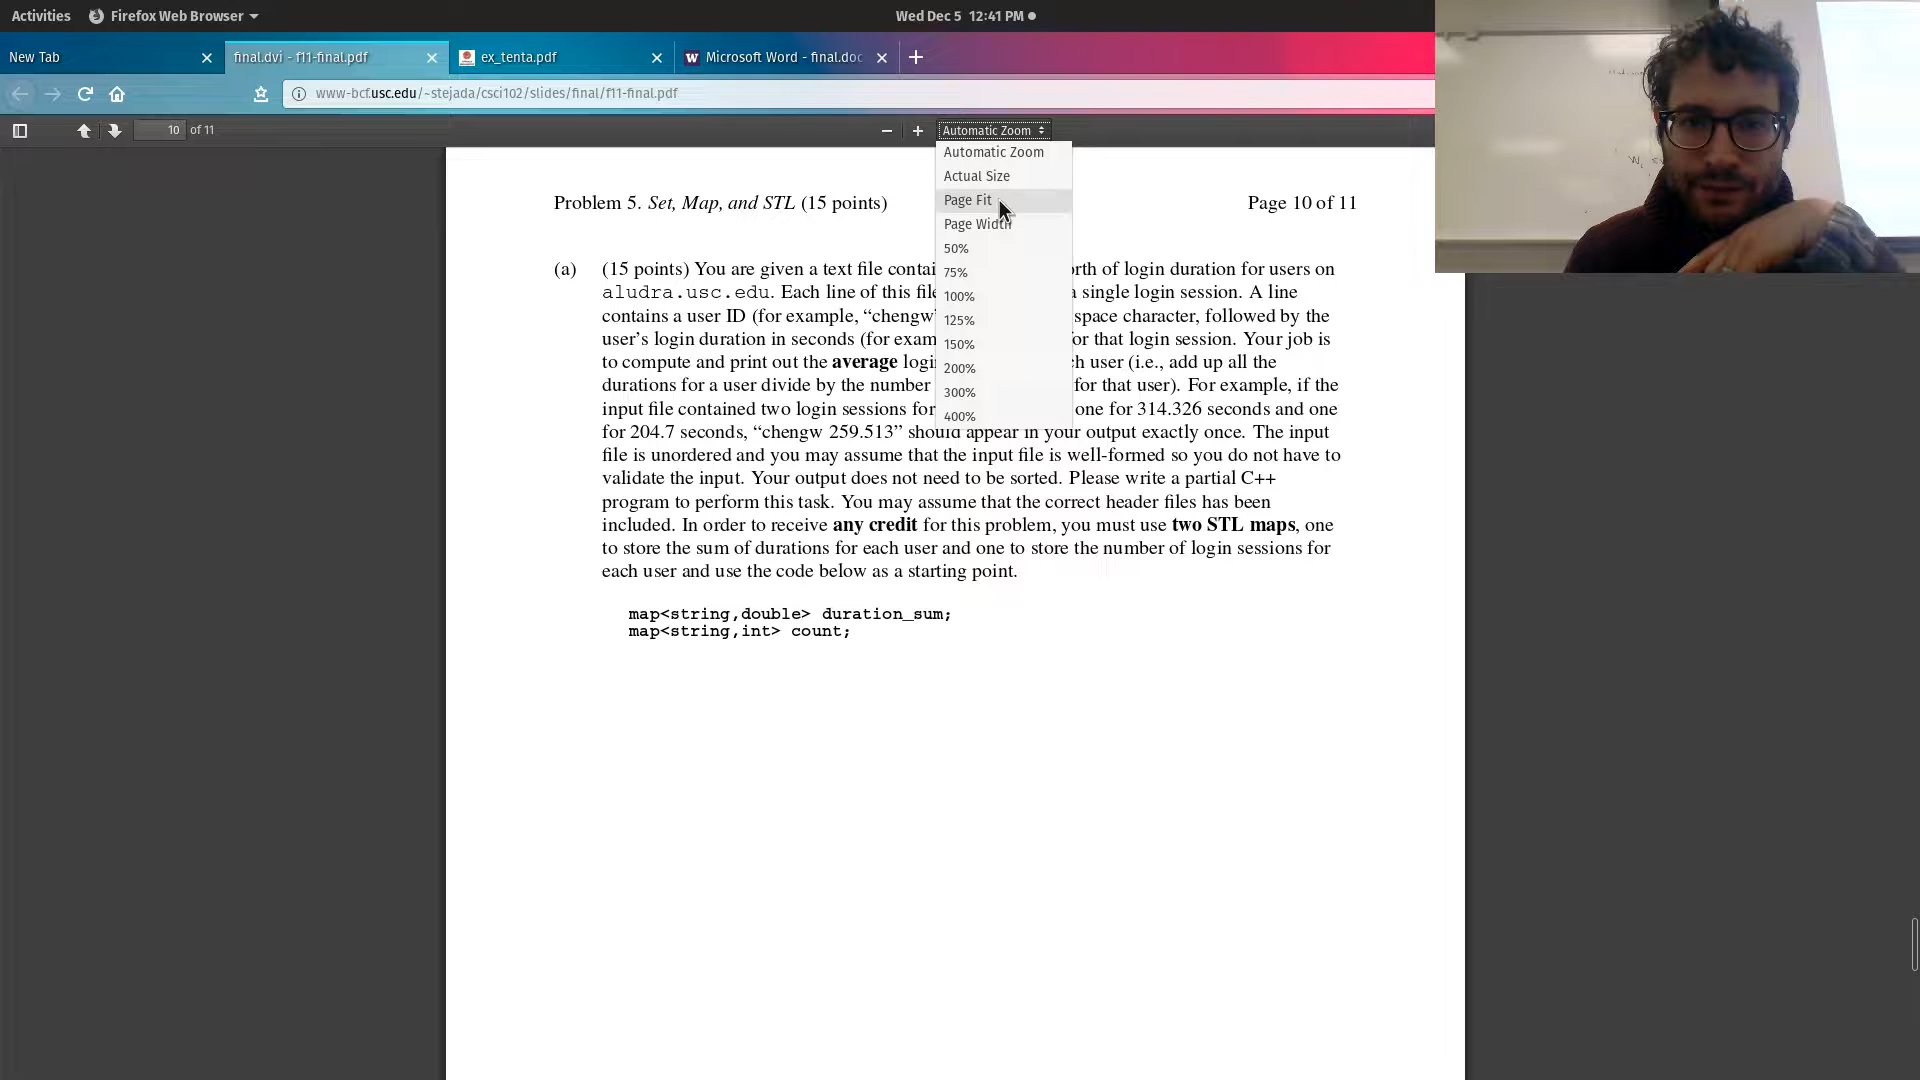 Activities Firefox Web Browser Wed Dec 5 12:41 PM
New Tab final.dvi - f11-final.pdf ex_tenta.pdf Microsoft Word - final.doc
www-bcf.usc.edu/~stejada/csci102/slides/final/f11-final.pdf
10 of 11 Automatic Zoom
Automatic Zoom
Actual Size
Page Fit
Page Width
50%
75%
100%
125%
150%
200%
300%
400%
Problem 5. Set, Map, and STL (15 points) Page 10 of 11
(a) (15 points) You are given a text file contai rth of login duration for users on
aludra.usc.edu. Each line of this file a single login session. A line
contains a user ID (for example, “chengw” space character, followed by the
user’s login duration in seconds (for exam for that login session. Your job is
to compute and print out the average logi ch user (i.e., add up all the
durations for a user divide by the number for that user). For example, if the
input file contained two login sessions for one for 314.326 seconds and one
for 204.7 seconds, “chengw 259.513” should appear in your output exactly once. The input
file is unordered and you may assume that the input file is well-formed so you do not have to
validate the input. Your output does not need to be sorted. Please write a partial C++
program to perform this task. You may assume that the correct header files has been
included. In order to receive any credit for this problem, you must use two STL maps, one
to store the sum of durations for each user and one to store the number of login sessions for
each user and use the code below as a starting point.
map<string,double> duration_sum;
map<string,int> count;